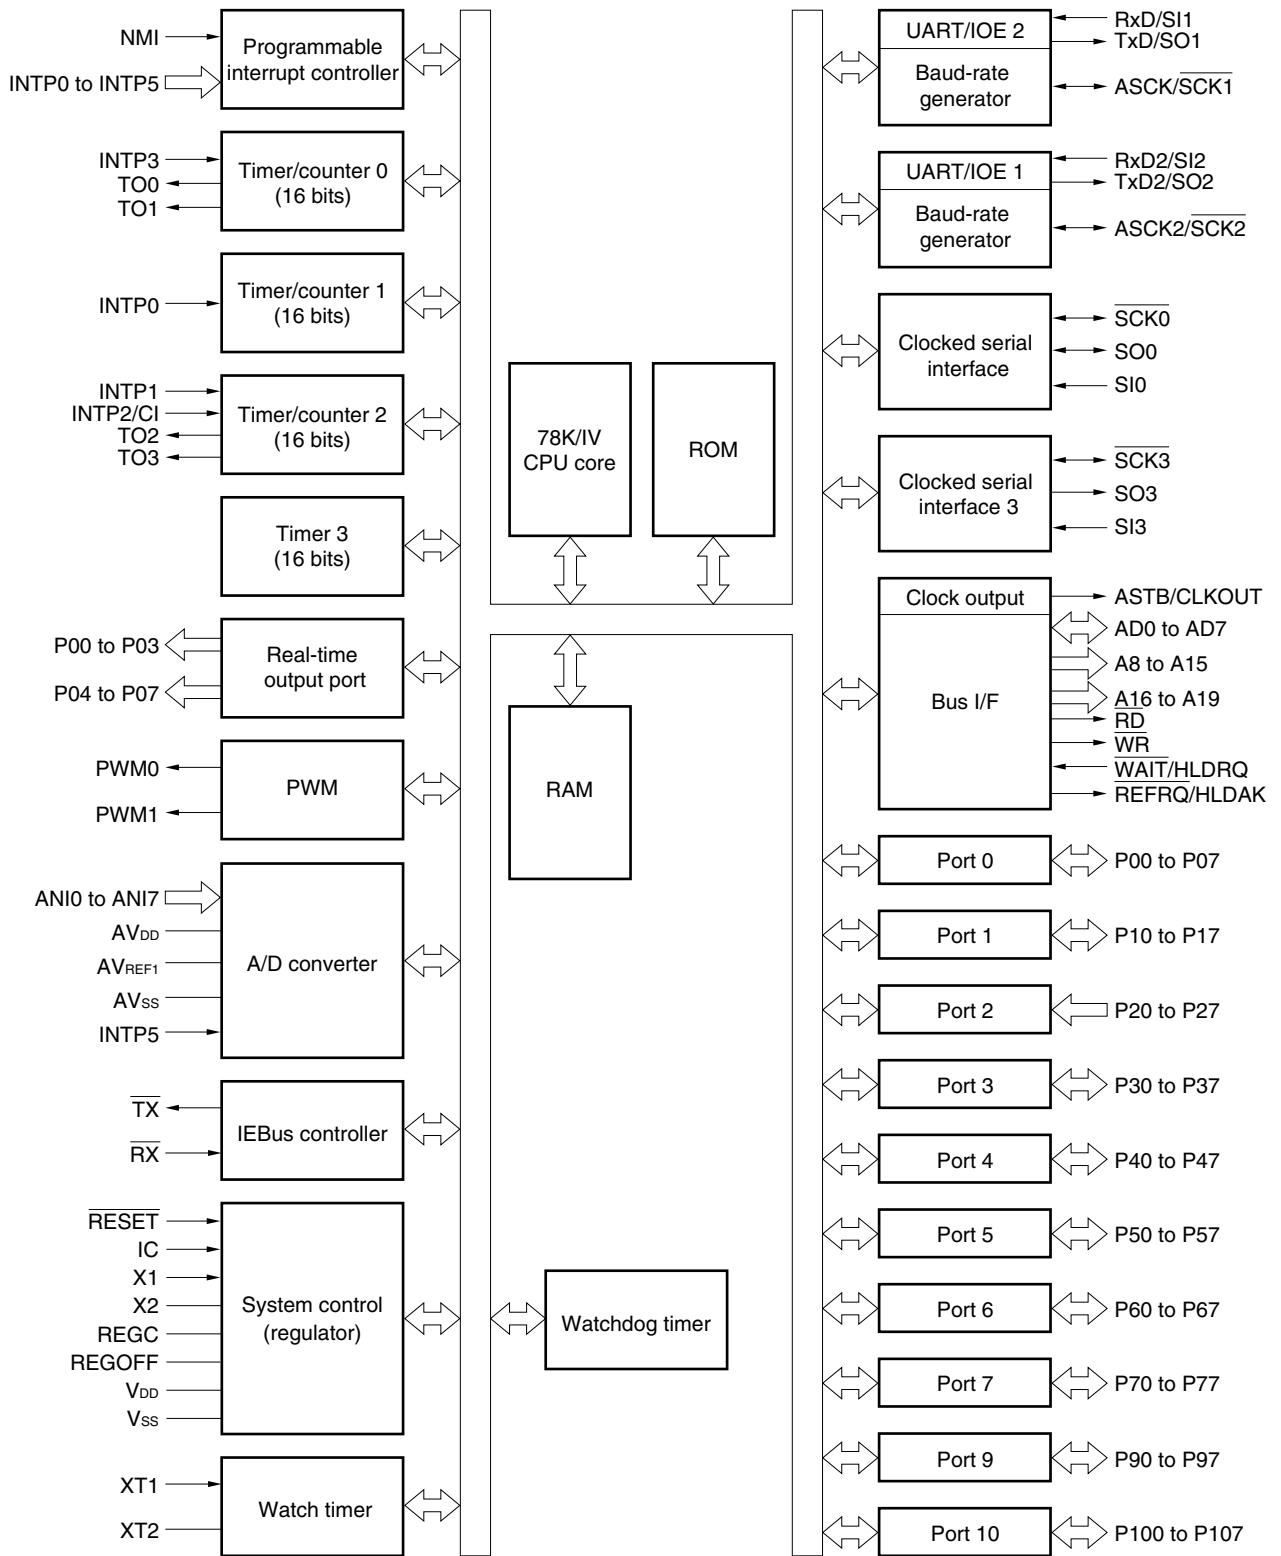 NMI
INTP0 to INTP5
Programmable
interrupt controller
INTP3
TO0
TO1
Timer/counter 0
(16 bits)
INTP0
Timer/counter 1
(16 bits)
INTP1
INTP2/CI
TO2
TO3
Timer/counter 2
(16 bits)
Timer 3
(16 bits)
P00 to P03
P04 to P07
Real-time
output port
PWM0
PWM1
PWM
ANI0 to ANI7
AVDD
AVREF1
AVSS
INTP5
A/D converter
TX
RX
IEBus controller
RESET
IC
X1
X2
REGC
REGOFF
VDD
VSS
System control
(regulator)
XT1
XT2
Watch timer
78K/IV
CPU core
ROM
RAM
Watchdog timer
UART/IOE 2
Baud-rate
generator
RxD/SI1
TxD/SO1
ASCK/SCK1
UART/IOE 1
Baud-rate
generator
RxD2/SI2
TxD2/SO2
ASCK2/SCK2
Clocked serial
interface
SCK0
SO0
SI0
Clocked serial
interface 3
SCK3
SO3
SI3
Clock output
Bus I/F
ASTB/CLKOUT
AD0 to AD7
A8 to A15
A16 to A19
RD
WR
WAIT/HLDRQ
REFRQ/HLDAK
Port 0
P00 to P07
Port 1
P10 to P17
Port 2
P20 to P27
Port 3
P30 to P37
Port 4
P40 to P47
Port 5
P50 to P57
Port 6
P60 to P67
Port 7
P70 to P77
Port 9
P90 to P97
Port 10
P100 to P107